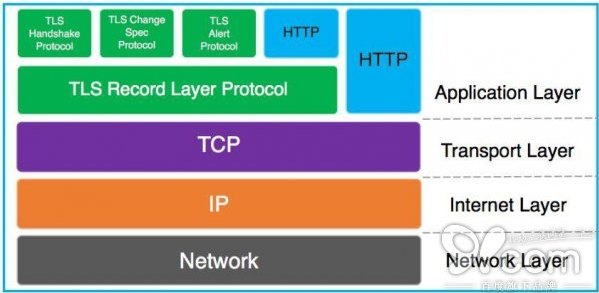 TLS
Handshake
Protocol
TLS Change
Spec
Protocol
TLS
Alert
Protocol
HTTP
HTTP
TLS Record Layer Protocol
Application Layer
TCP
Transport Layer
IP
Internet Layer
Network
Network Layer